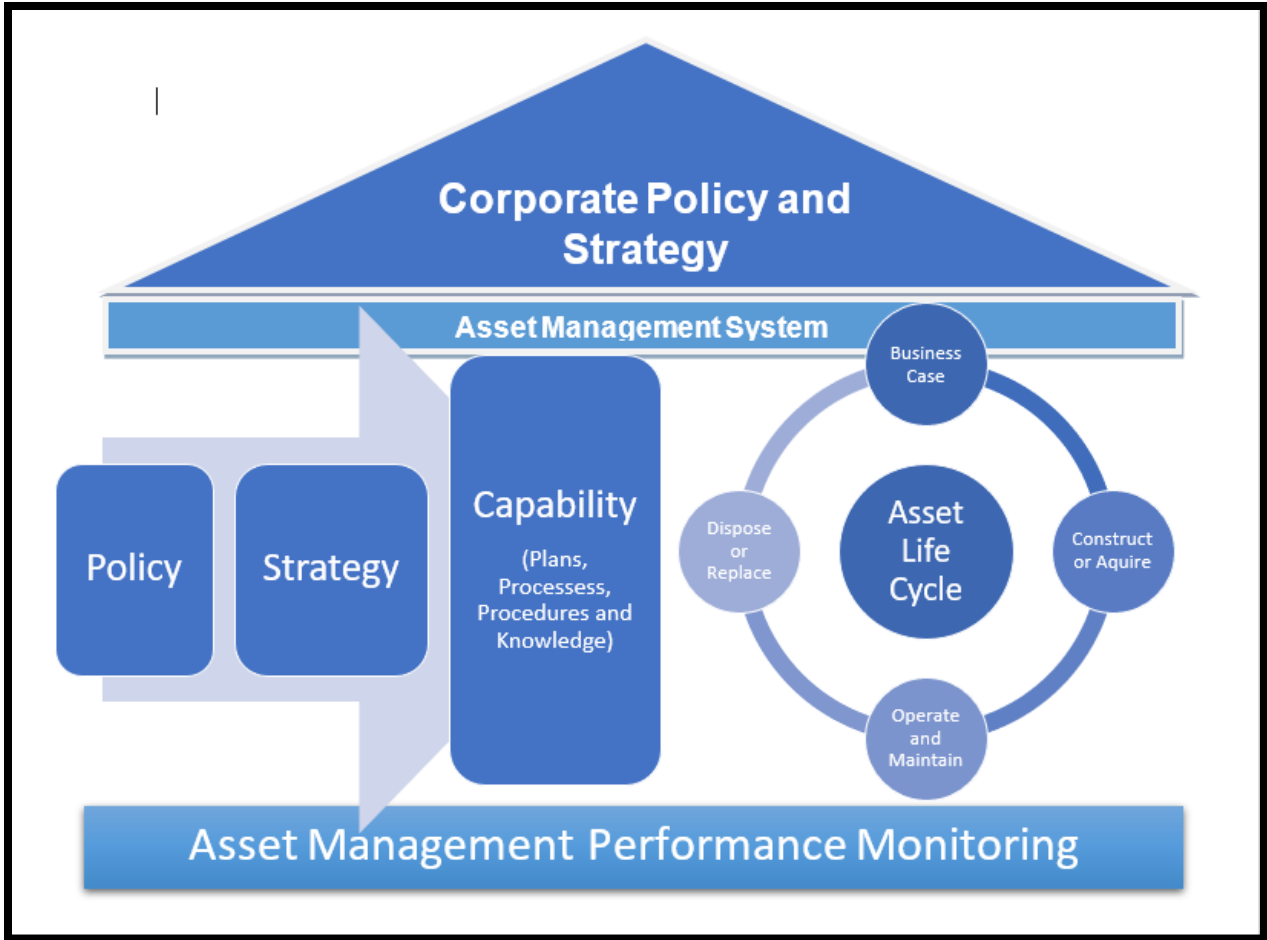 Corporate Policy and
Strategy
Asset Management System
Policy
Strategy
Capability
(Plans,
Processess,
Procedures and
Knowledge)
Business
Case
Construct
or Aquire
Operate
and
Maintain
Dispose
or
Replace
Asset
Life
Cycle
Asset Management Performance Monitoring